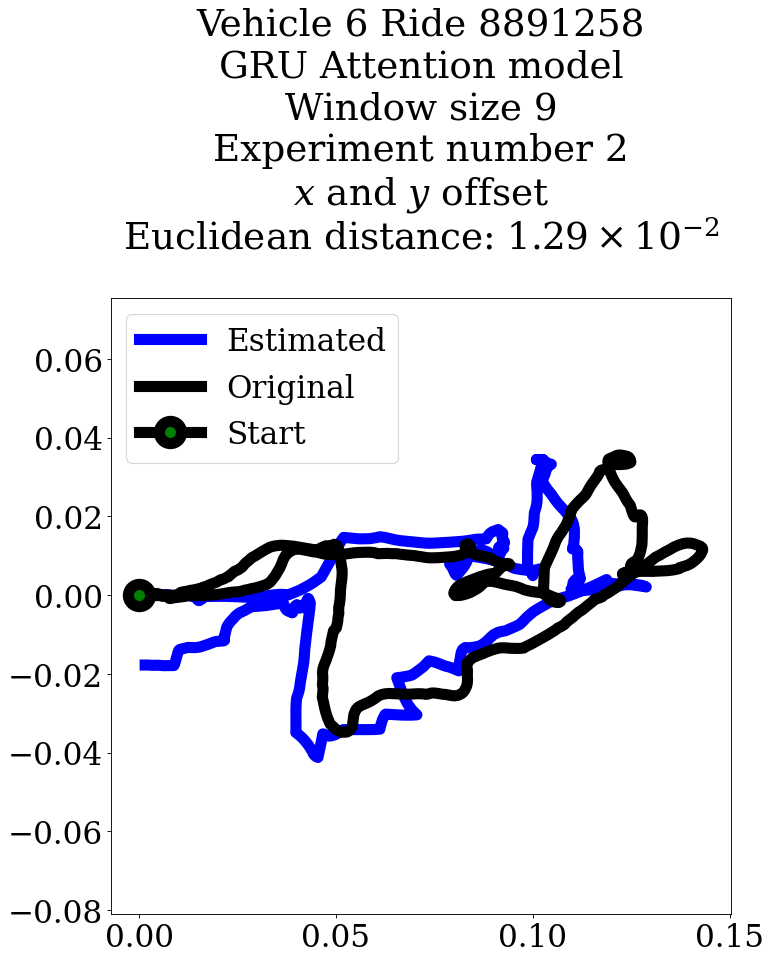 Vehicle 6 Ride 8891258
GRU Attention model
Window size 9
Experiment number 2
x and y offset
Euclidean distance: 1.29 × 10⁻²
Estimated
Original
Start
0.06
0.04
0.02
0.00
−0.02
−0.04
−0.06
−0.08
0.00 0.05 0.10 0.15